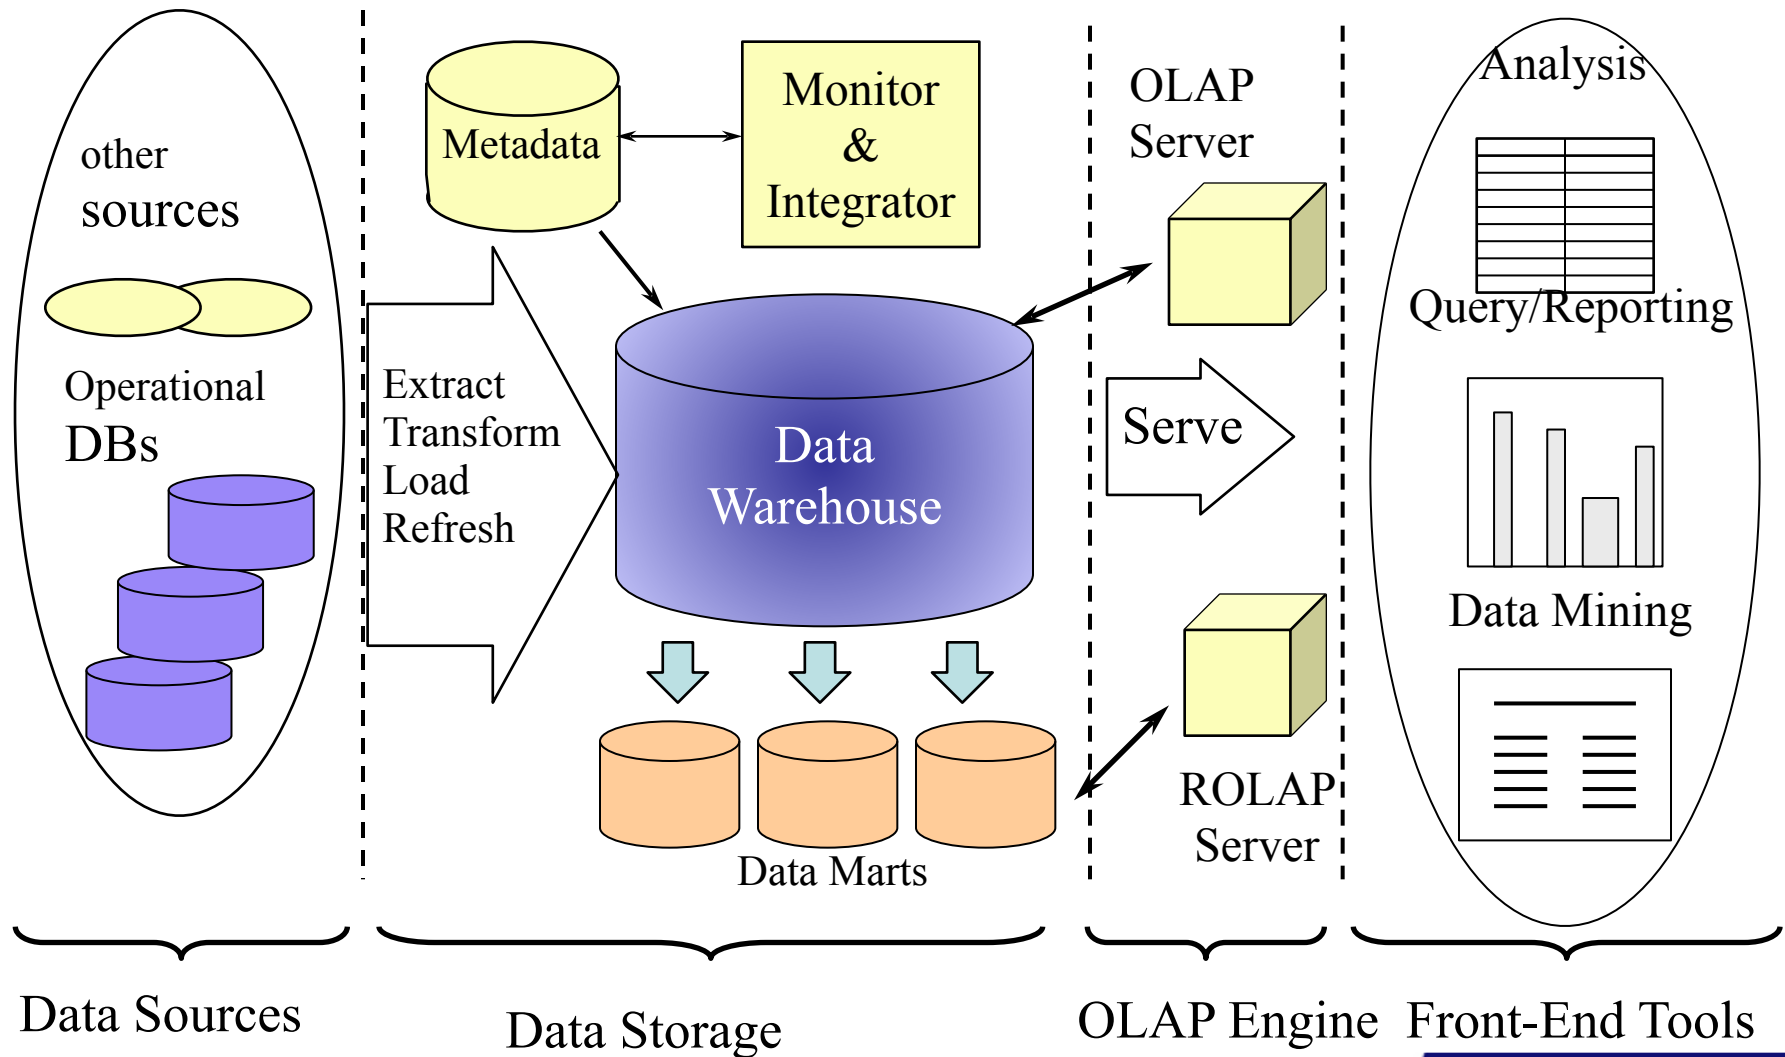 other
sources
Operational
DBs
Metadata
Monitor
&
Integrator
Extract
Transform
Load
Refresh
Data
Warehouse
Data Marts
OLAP
Server
Serve
ROLAP
Server
Analysis
Query/Reporting
Data Mining
Data Sources
Data Storage
OLAP Engine
Front-End Tools